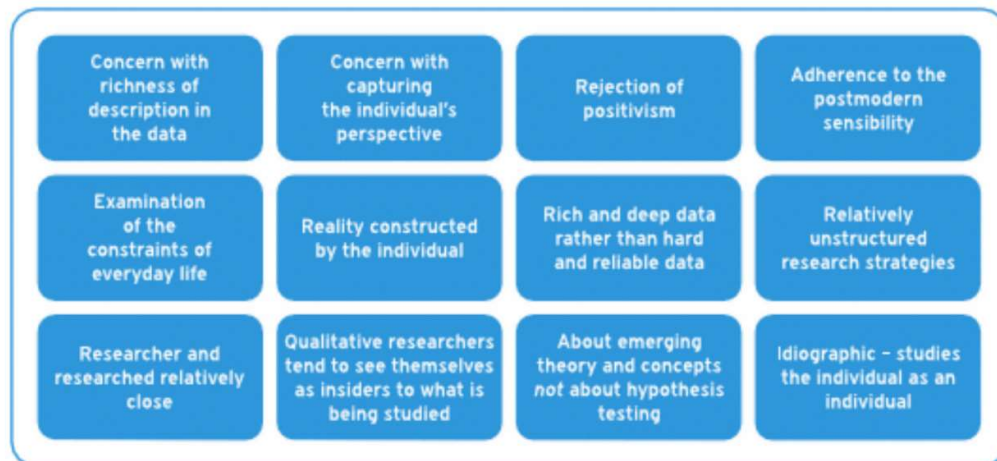 Concern with
richness of
description in
the data
Concern with
capturing
the individual's
perspective
Rejection of
positivism
Adherence to the
postmodern
sensibility
Examination
of the
constraints of
everyday life
Reality constructed
by the individual
Rich and deep data
rather than hard
and reliable data
Relatively
unstructured
research strategies
Researcher and
researched relatively
close
Qualitative researchers
tend to see themselves
as insiders to what is
being studied
About emerging
theory and concepts
not about hypothesis
testing
Idiographic – studies
the individual as an
individual